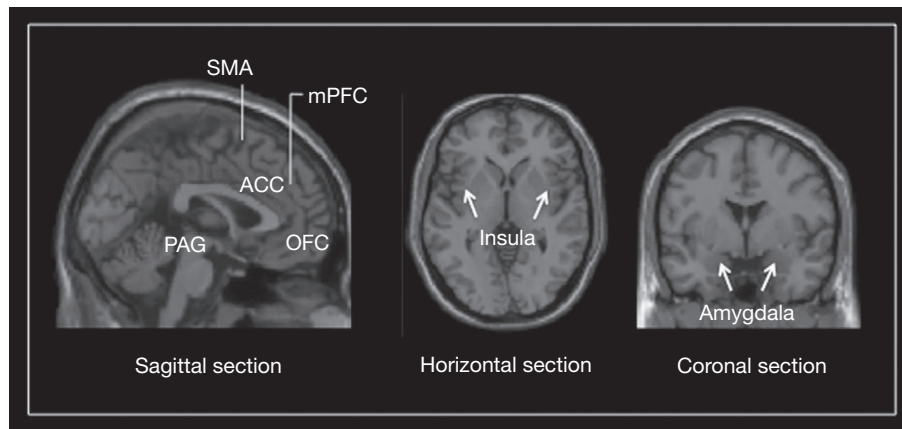 SMA
mPFC
ACC
PAG
OFC
Insula
Amygdala
Sagittal section
Horizontal section
Coronal section